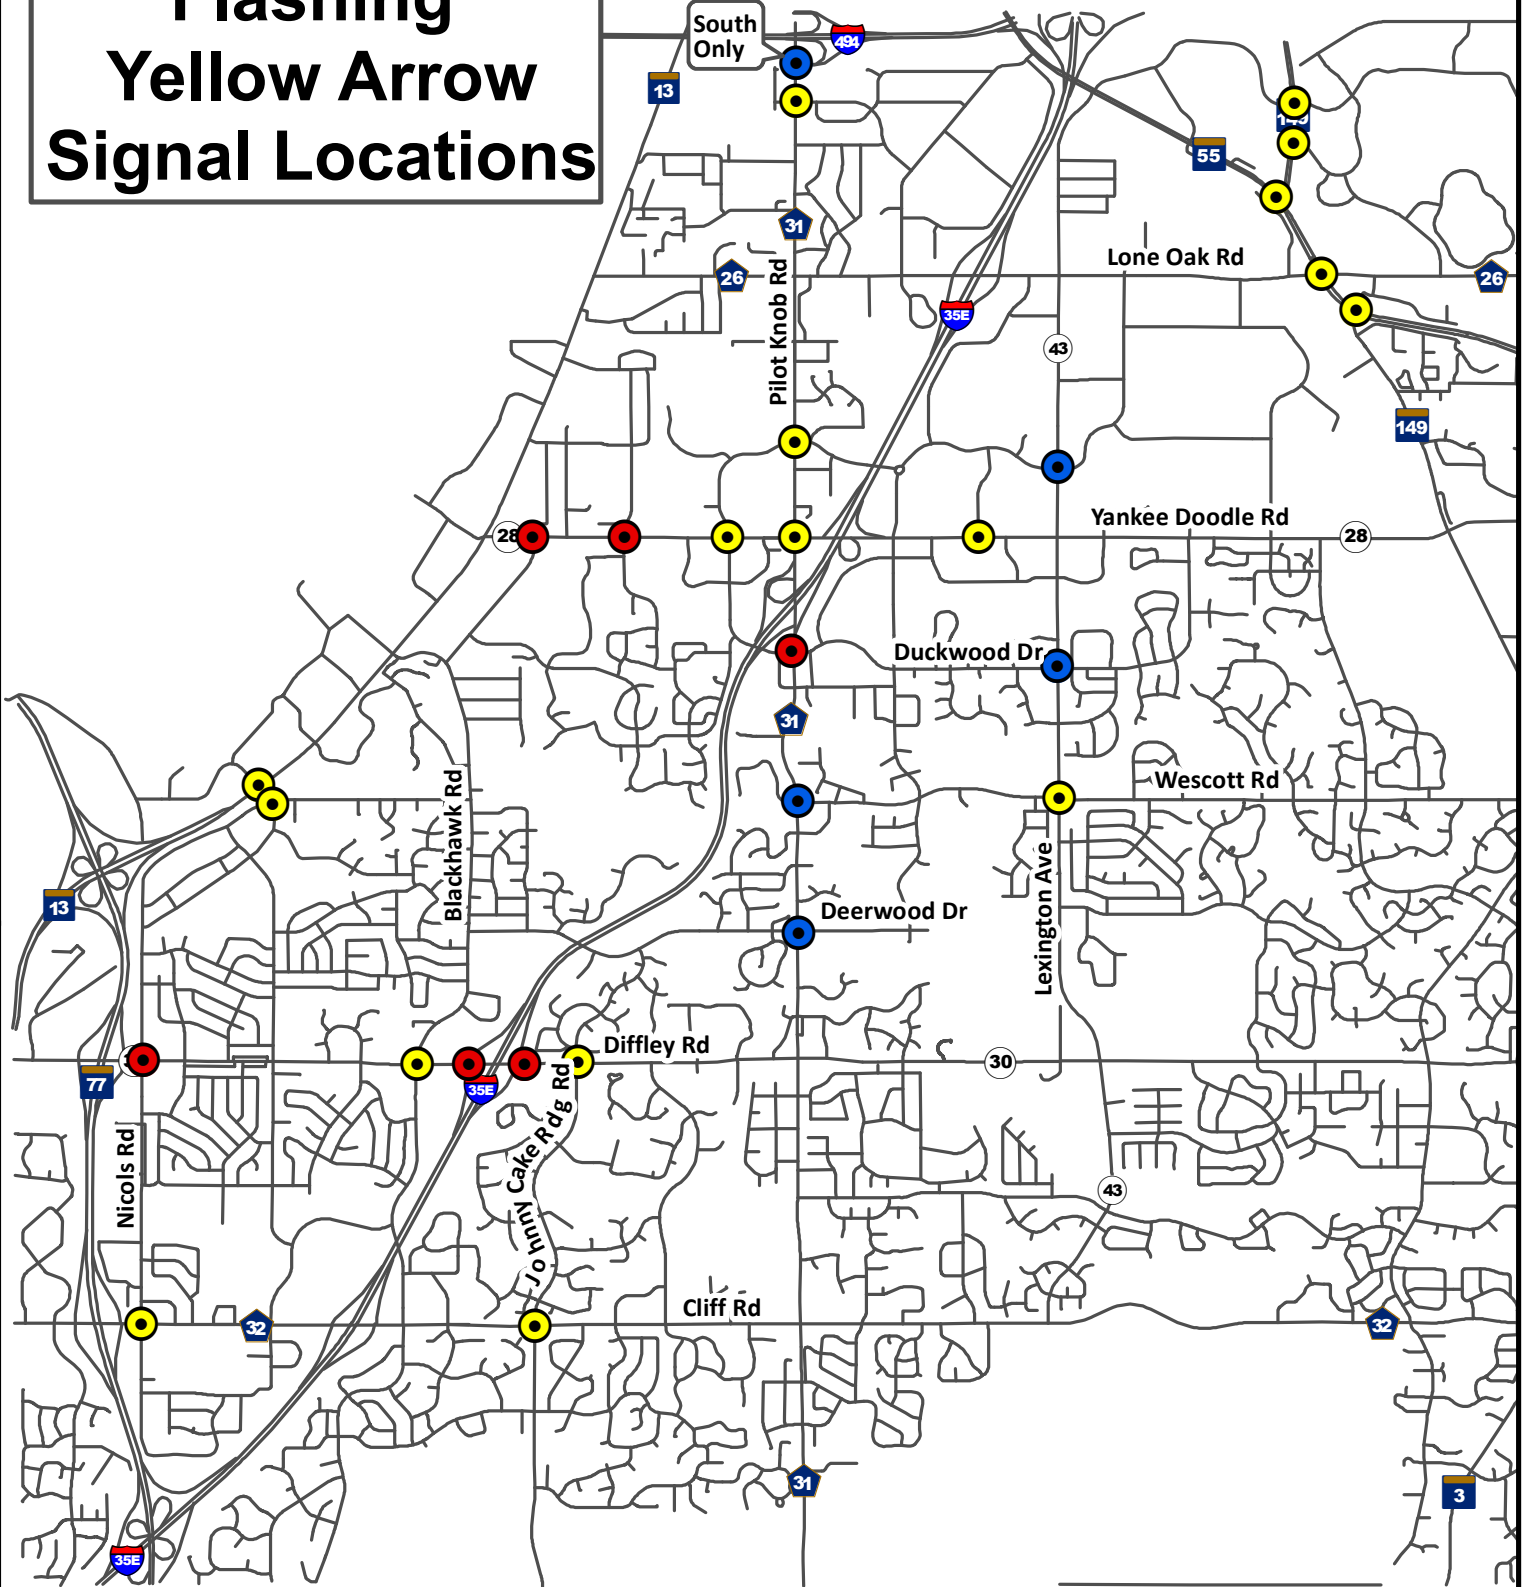 Flashing
Yellow Arrow
Signal Locations
South
Only
494
13
55
31
Lone Oak Rd
26
26
Pilot Knob Rd
35E
43
149
28
Yankee Doodle Rd
28
Duckwood Dr
31
Blackhawk Rd
Wescott Rd
Lexington Ave
13
Deerwood Dr
Diffley Rd
30
77
35E
Nicols Rd
Johnny Cake Rdg Rd
43
Cliff Rd
32
32
31
3
35E